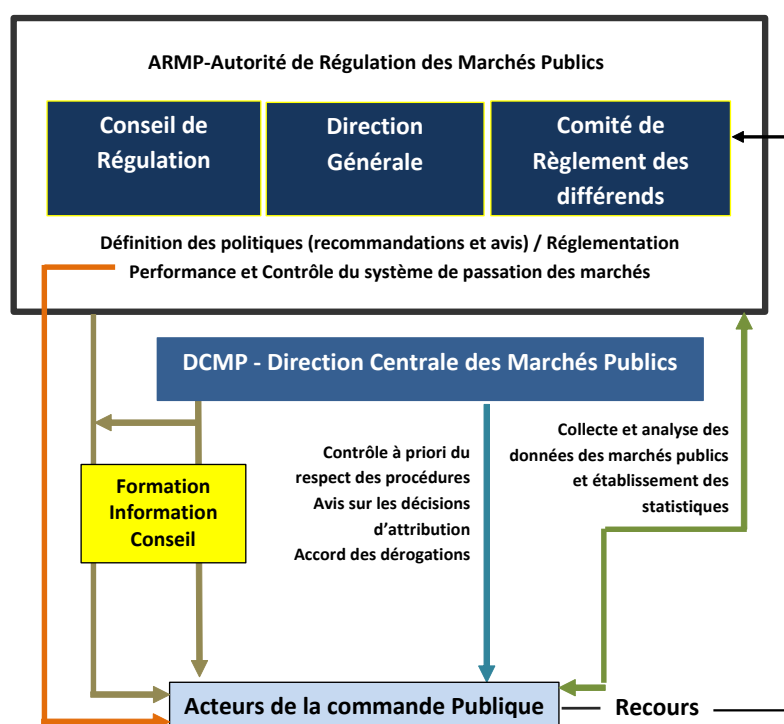 ARMP-Autorité de Régulation des Marchés Publics
Conseil de
Régulation
Direction
Générale
Comité de
Règlement des
différends
Définition des politiques (recommandations et avis) / Réglementation
Performance et Contrôle du système de passation des marchés
DCMP - Direction Centrale des Marchés Publics
Formation
Information
Conseil
Contrôle à priori du
respect des procédures
Avis sur les décisions
d’attribution
Accord des dérogations
Collecte et analyse des
données des marchés publics
et établissement des
statistiques
Acteurs de la commande Publique
Recours